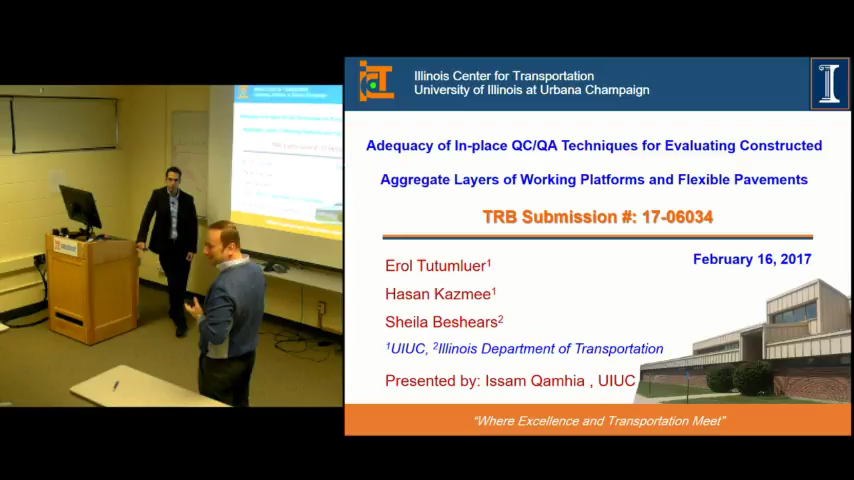 Illinois Center for Transportation
University of Illinois at Urbana Champaign
Adequacy of In-place QC/QA Techniques for Evaluating Constructed
Aggregate Layers of Working Platforms and Flexible Pavements
TRB Submission #: 17-06034
Erol Tutumluer1
February 16, 2017
Hasan Kazmee1
Sheila Beshears2
1UIUC, 2Illinois Department of Transportation
Presented by: Issam Qamhia , UIUC
"Where Excellence and Transportation Meet"